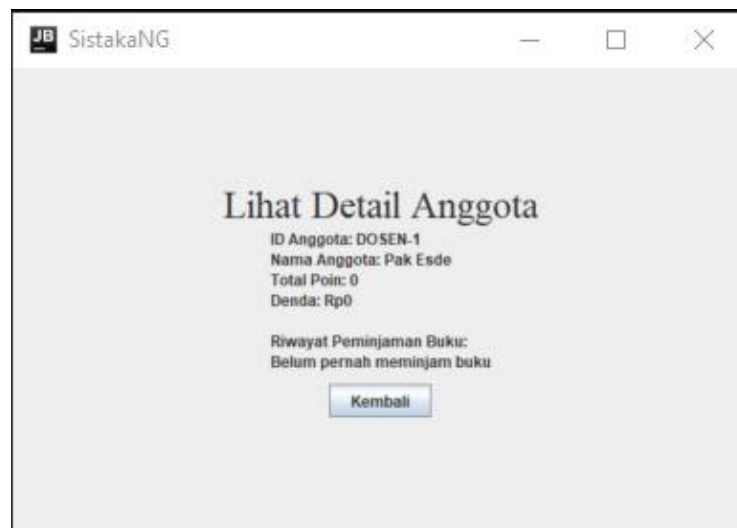 JB SistakaNG
Lihat Detail Anggota
ID Anggota: DOSEN-1
Nama Anggota: Pak Esde
Total Poin: 0
Denda: Rp0
Riwayat Peminjaman Buku:
Belum pernah meminjam buku
Kembali